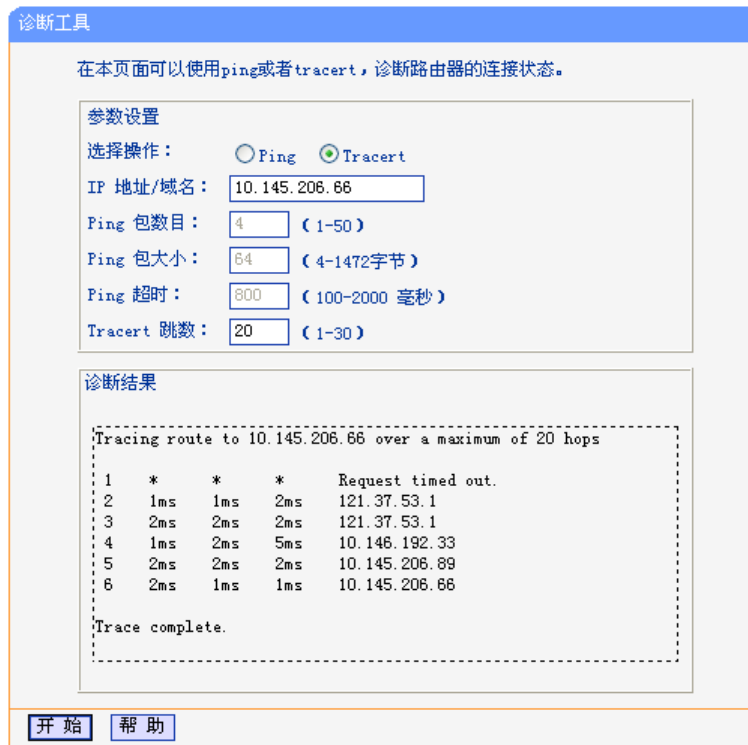 诊断工具
在本页面可以使用ping或者tracert，诊断路由器的连接状态。
参数设置
选择操作： Ping Tracert
IP 地址/域名： 10.145.206.66
Ping 包数目： 4 （1-50）
Ping 包大小： 64 （4-1472字节）
Ping 超时： 800 （100-2000 毫秒）
Tracert 跳数： 20 （1-30）
诊断结果
Tracing route to 10.145.206.66 over a maximum of 20 hops
1 * * * Request timed out.
2 1ms 1ms 2ms 121.37.53.1
3 2ms 2ms 2ms 121.37.53.1
4 1ms 2ms 5ms 10.146.192.33
5 2ms 2ms 2ms 10.145.206.89
6 2ms 1ms 1ms 10.145.206.66
Trace complete.
开 始 帮 助